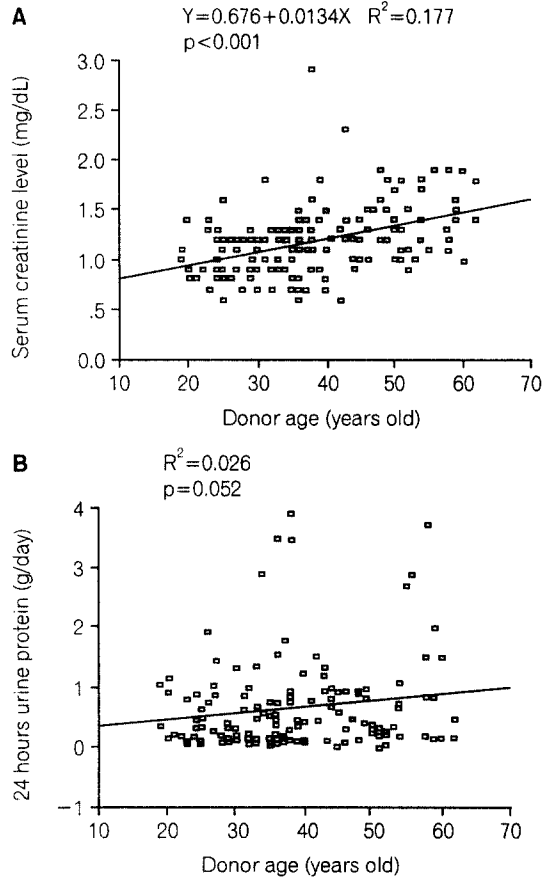 A
Y=0.676+0.0134X R²=0.177
p<0.001
Serum creatinine level (mg/dL)
3.0
2.5
2.0
1.5
1.0
.5
0.0
10 20 30 40 50 60 70
Donor age (years old)
B
R²=0.026
p=0.052
24 hours urine protein (g/day)
4
3
2
1
0
−1
10 20 30 40 50 60 70
Donor age (years old)